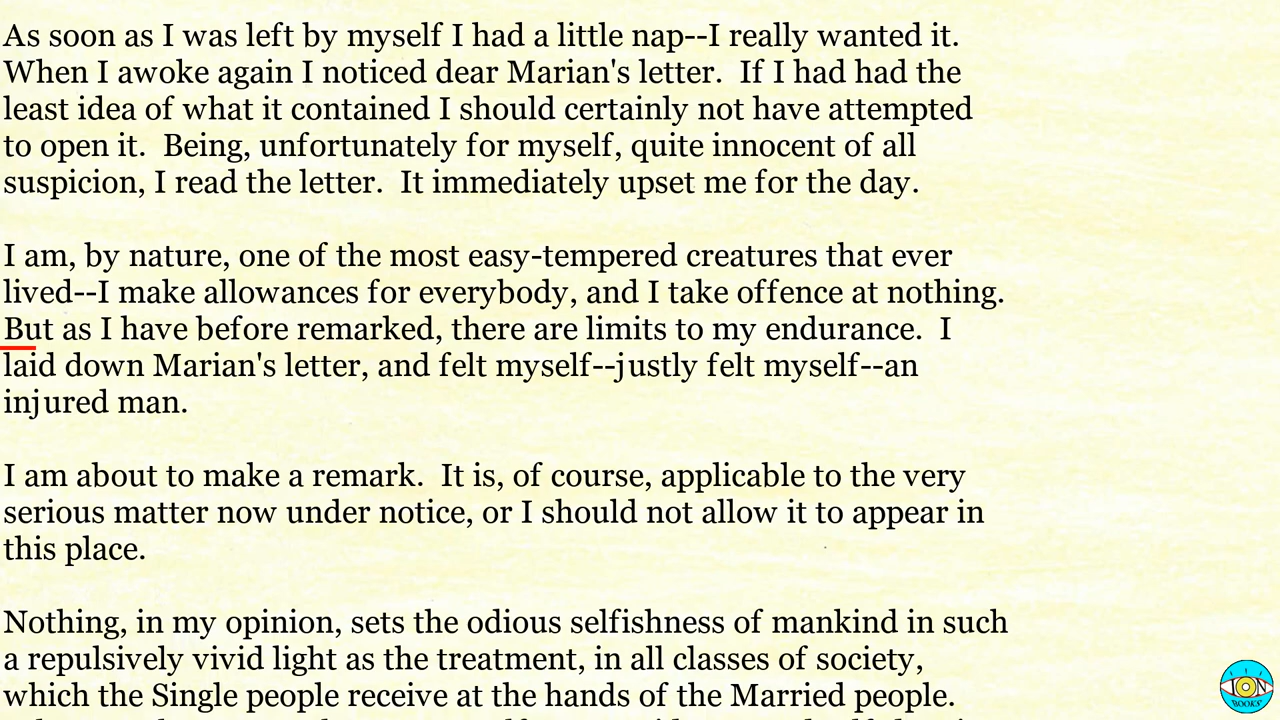 As soon as I was left by myself I had a little nap--I really wanted it.
When I awoke again I noticed dear Marian's letter.  If I had had the
least idea of what it contained I should certainly not have attempted
to open it.  Being, unfortunately for myself, quite innocent of all
suspicion, I read the letter.  It immediately upset me for the day.
I am, by nature, one of the most easy-tempered creatures that ever
lived--I make allowances for everybody, and I take offence at nothing.
But as I have before remarked, there are limits to my endurance.  I
laid down Marian's letter, and felt myself--justly felt myself--an
injured man.
I am about to make a remark.  It is, of course, applicable to the very
serious matter now under notice, or I should not allow it to appear in
this place.
Nothing, in my opinion, sets the odious selfishness of mankind in such
a repulsively vivid light as the treatment, in all classes of society,
which the Single people receive at the hands of the Married people.
ION
BOOKS